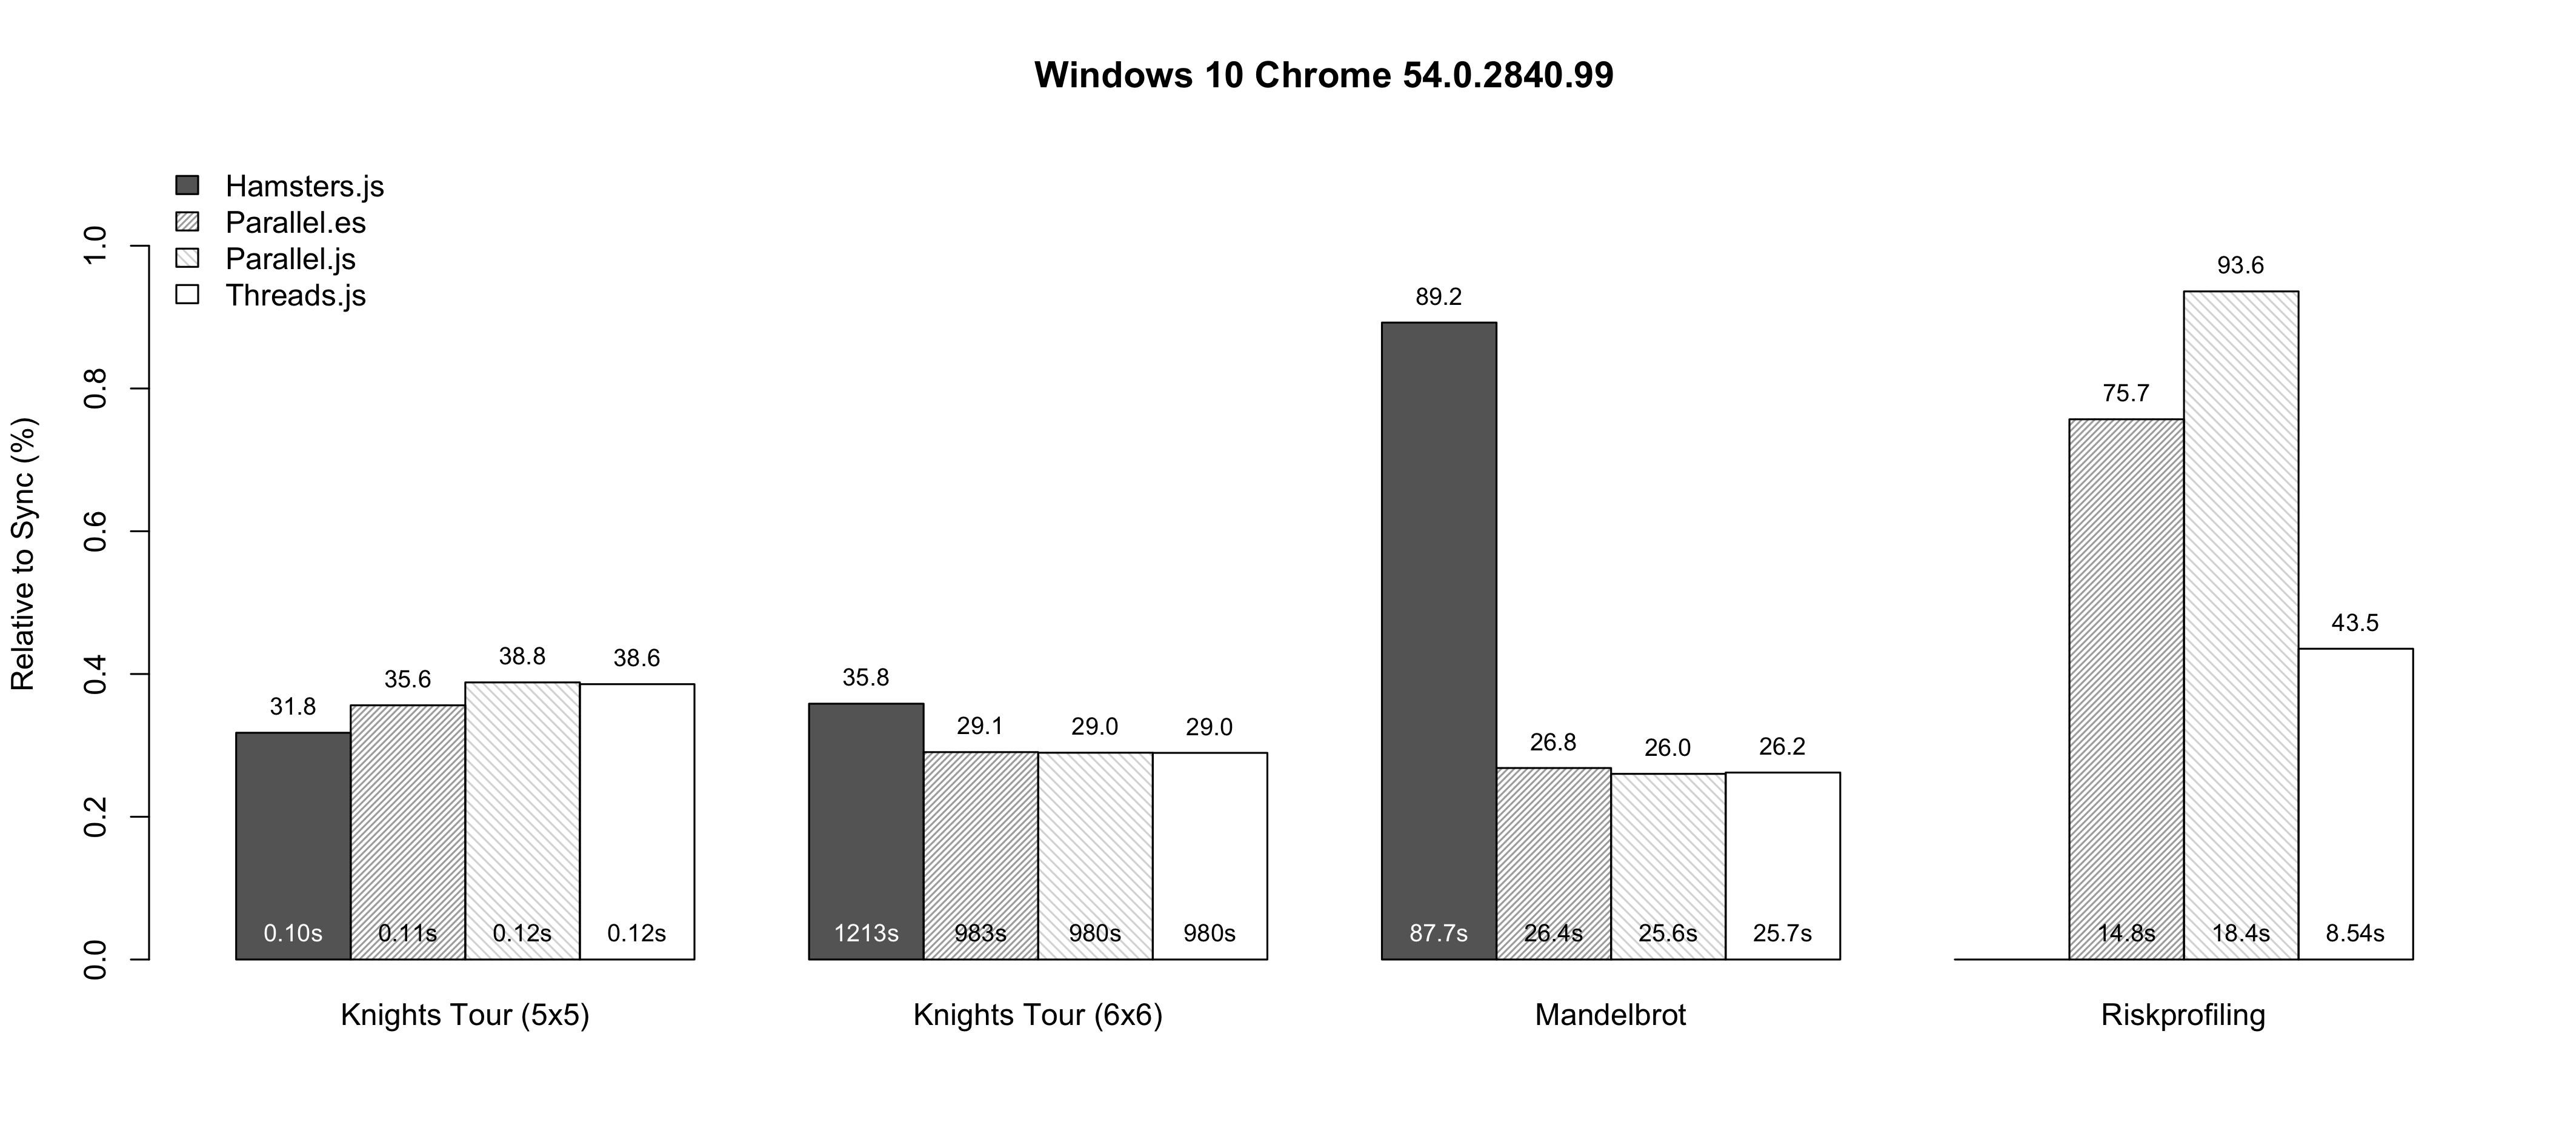 Windows 10 Chrome 54.0.2840.99
Hamsters.js
Parallel.es
Parallel.js
Threads.js
Relative to Sync (%)
1.0
0.8
0.6
0.4
0.2
0.0
31.8
35.6
38.8
38.6
0.10s
0.11s
0.12s
0.12s
Knights Tour (5x5)
35.8
29.1
29.0
29.0
1213s
983s
980s
980s
Knights Tour (6x6)
89.2
26.8
26.0
26.2
87.7s
26.4s
25.6s
25.7s
Mandelbrot
75.7
93.6
43.5
14.8s
18.4s
8.54s
Riskprofiling